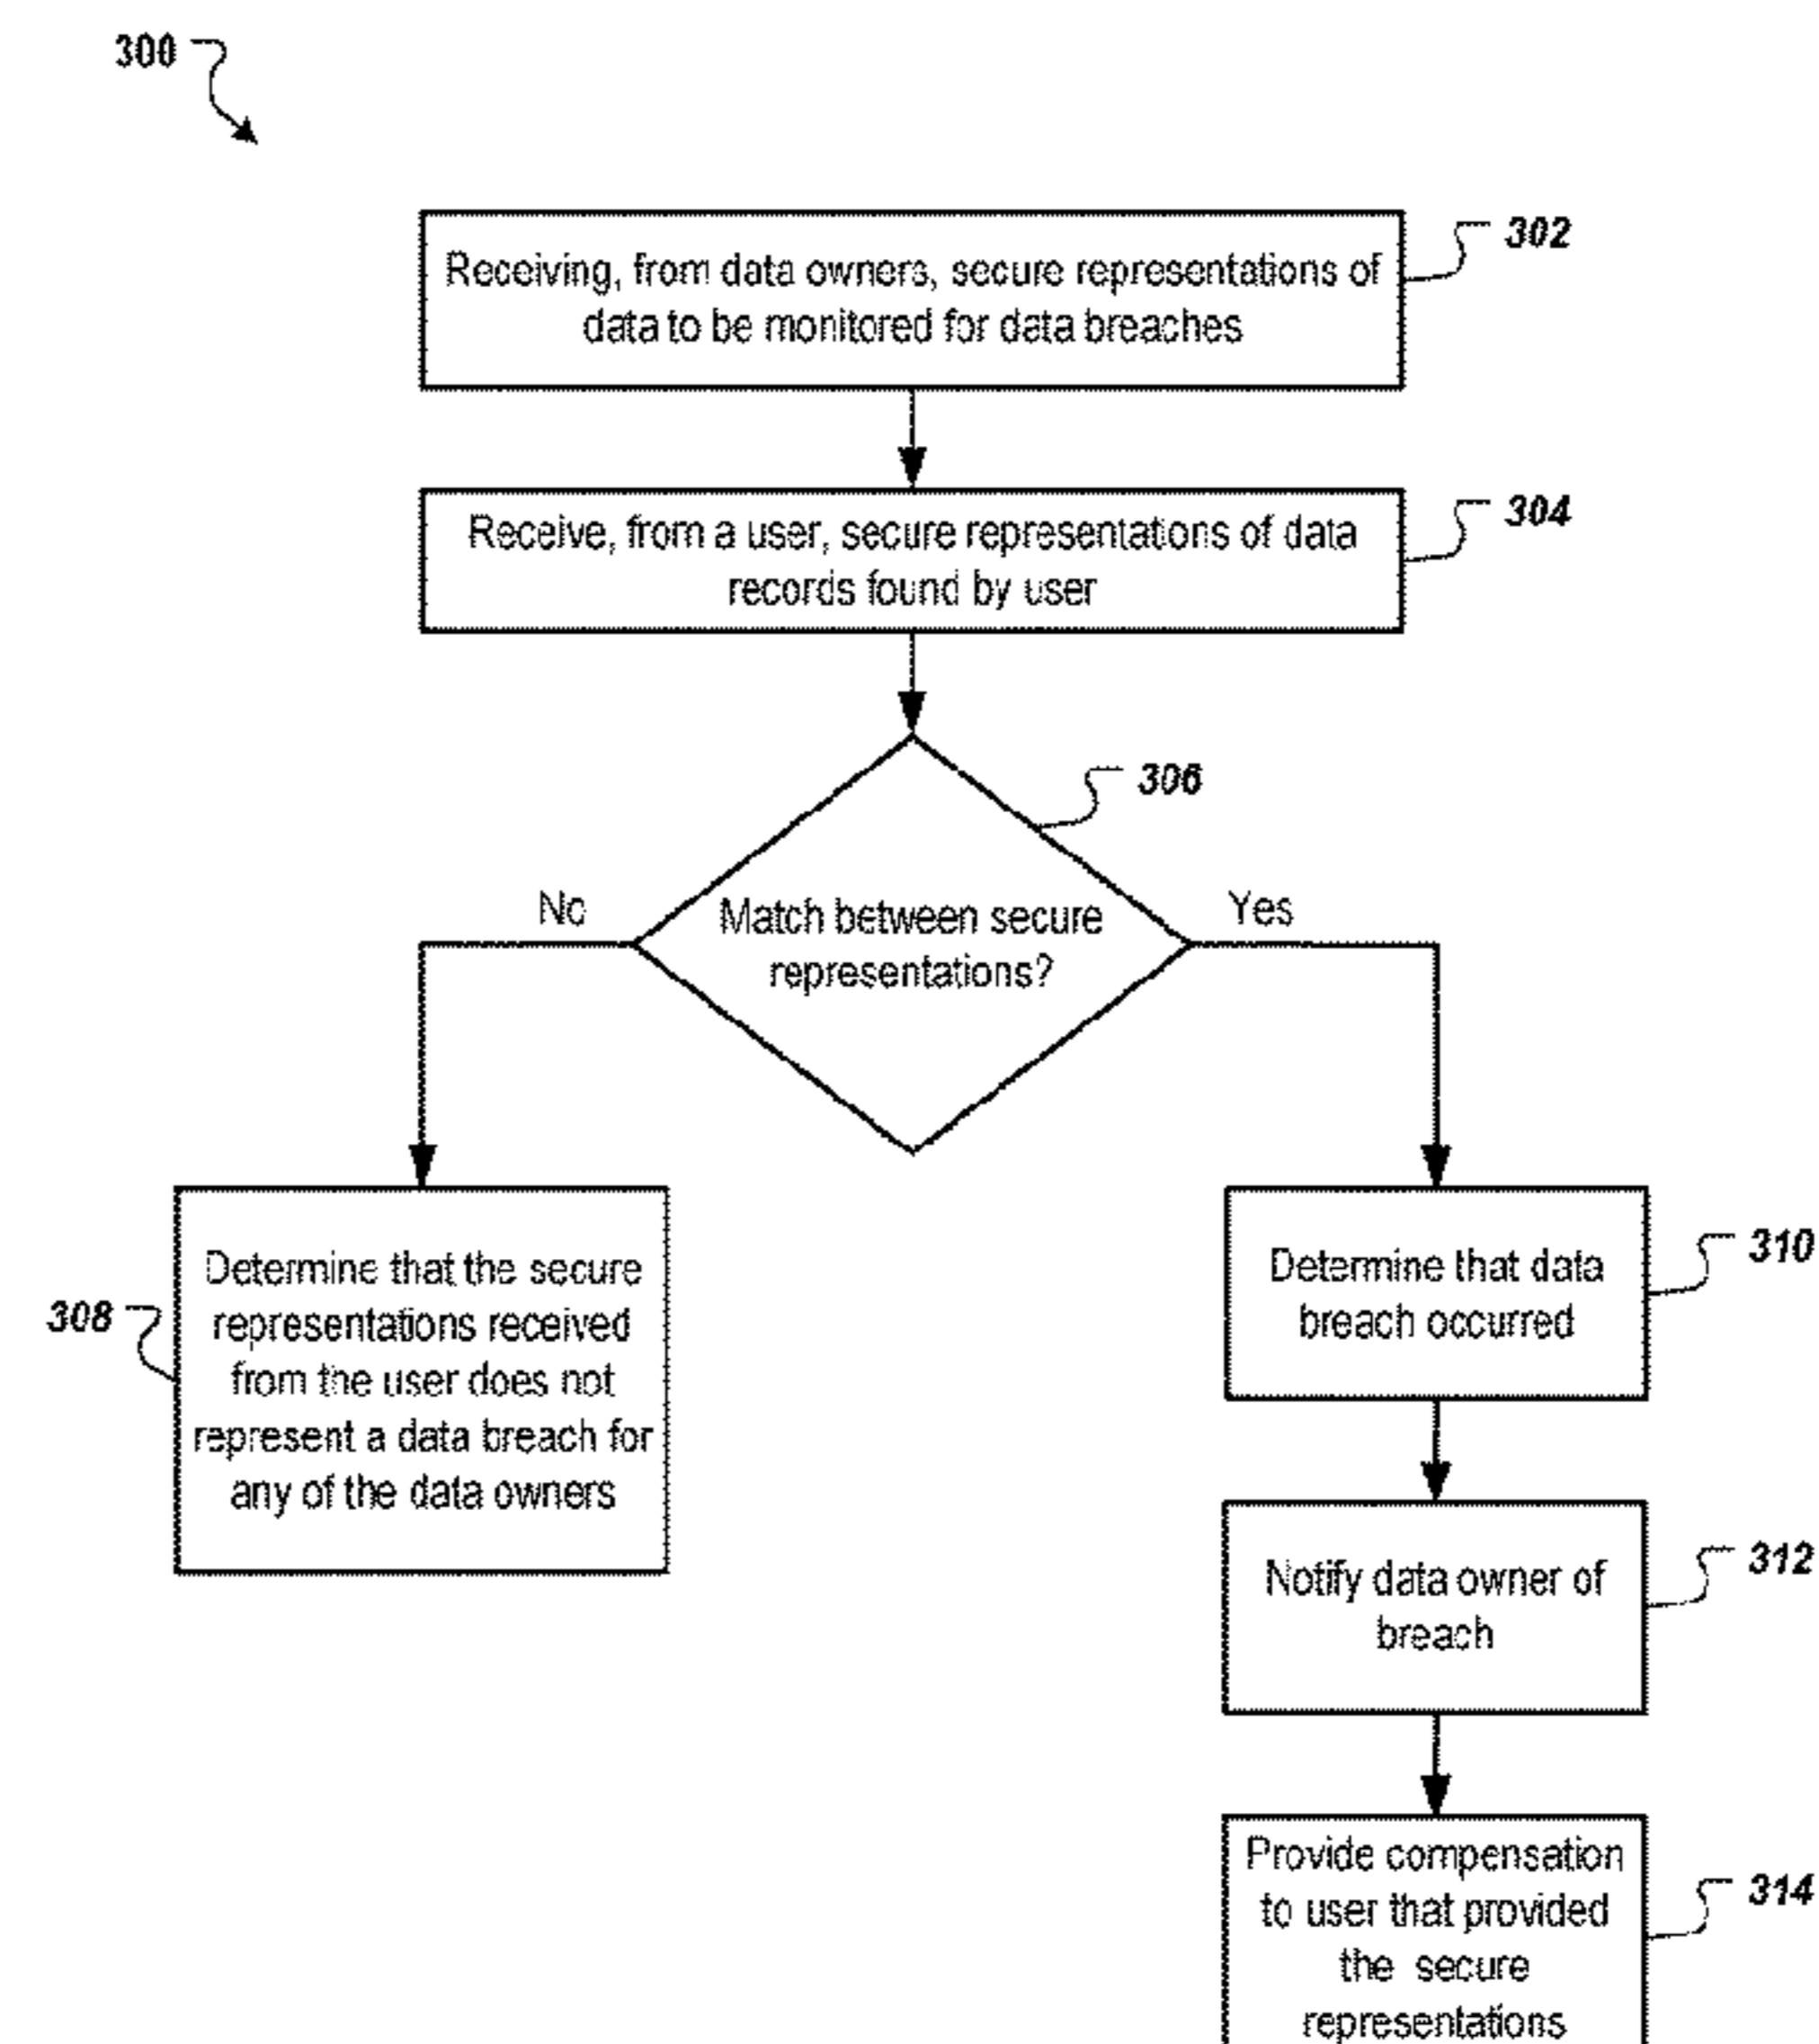 300
Receiving, from data owners, secure representations of
data to be monitored for data breaches
302
Receive, from a user, secure representations of data
records found by user
304
306
Match between secure
representations?
No
Yes
Determine that the secure
representations received
from the user does not
represent a data breach for
any of the data owners
308
Determine that data
breach occurred
310
Notify data owner of
breach
312
Provide compensation
to user that provided
the secure
representations
314